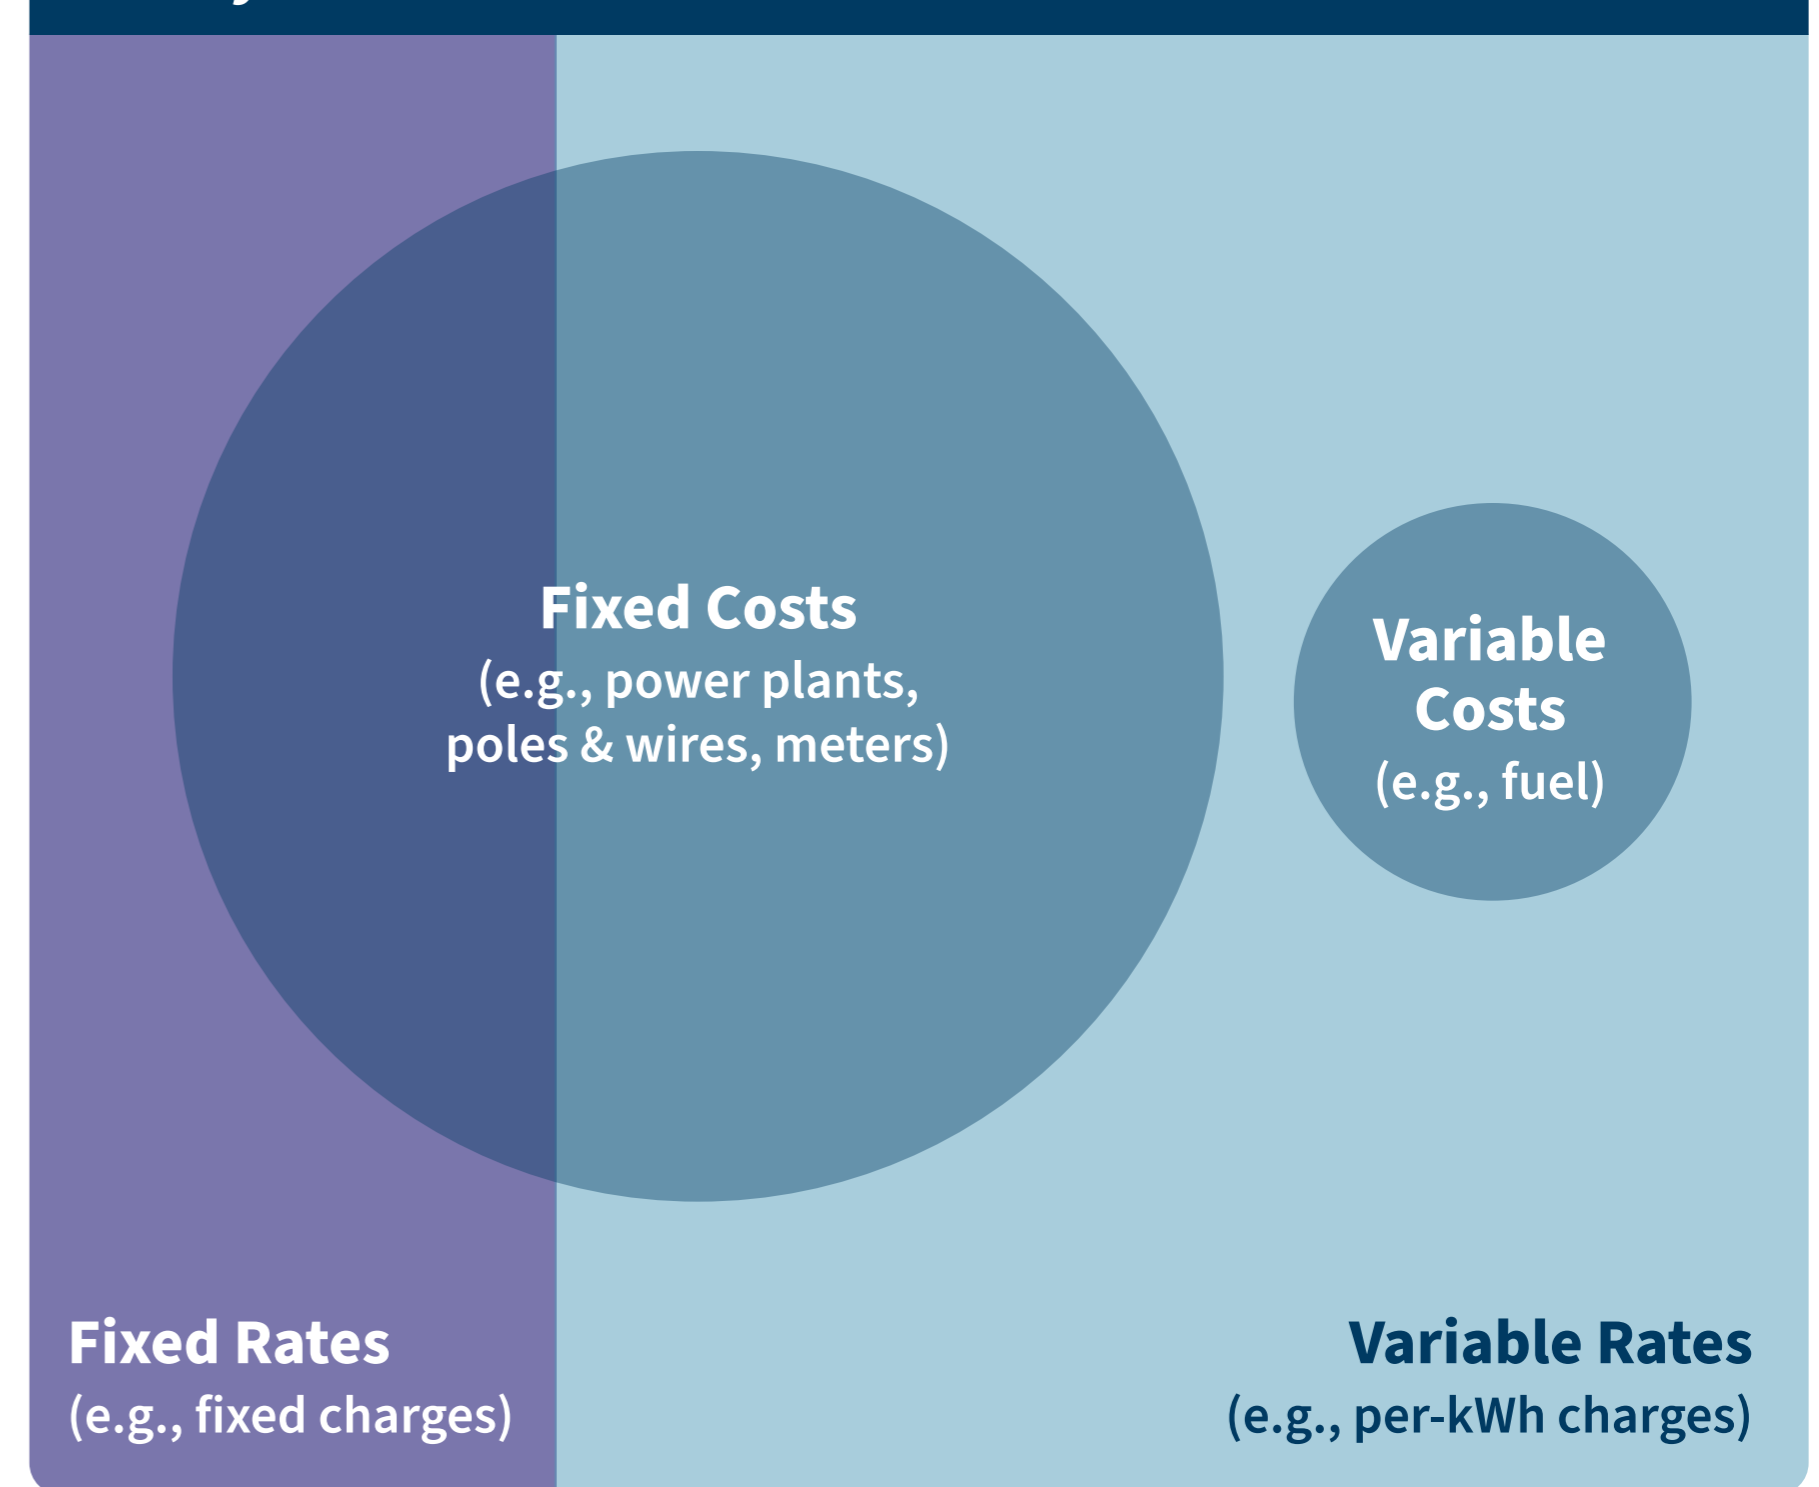 Fixed Costs
(e.g., power plants,
poles & wires, meters)
Variable
Costs
(e.g., fuel)
Fixed Rates
(e.g., fixed charges)
Variable Rates
(e.g., per-kWh charges)